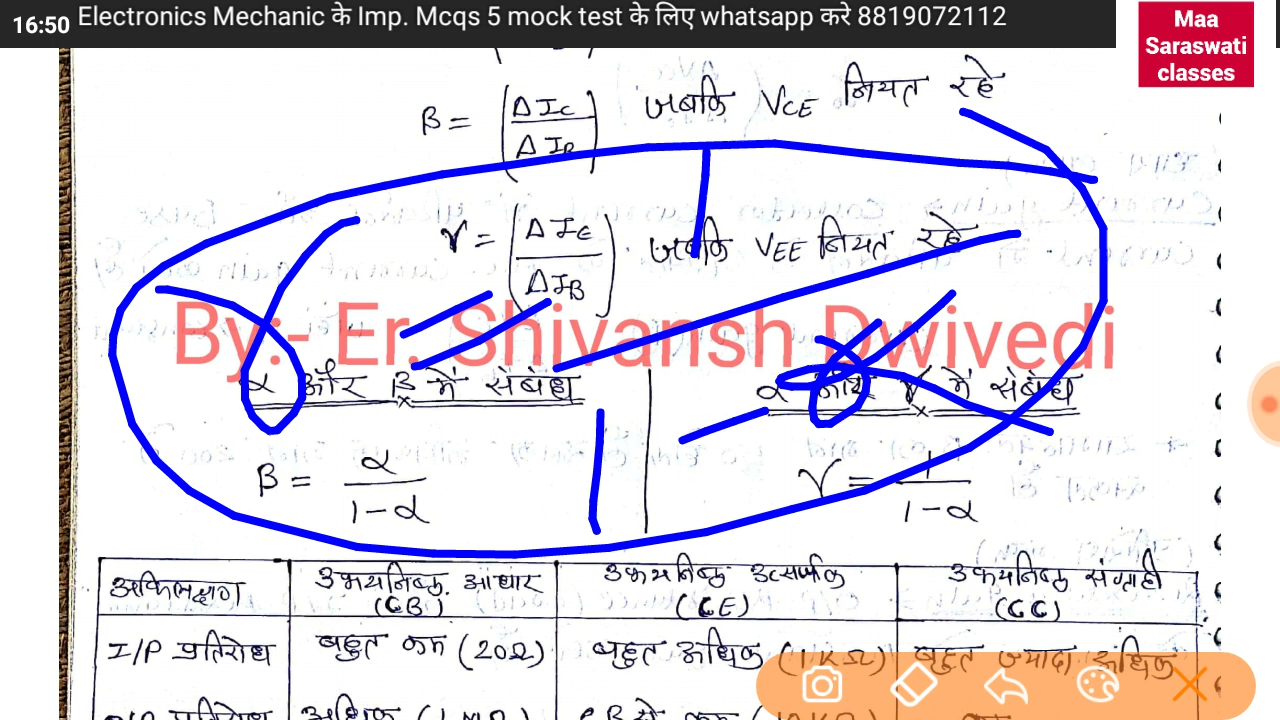 16:50 Electronics Mechanic के Imp. Mcqs 5 mock test के लिए whatsapp करे 8819072112
Maa
Saraswati
classes
β = (ΔIC / ΔIB) जबकि VCE नियत रहे
γ = (ΔIE / ΔIB) जबकि VEE नियत रहे
By:- Er. Shivansh Dwivedi
α और β में संबंध
α और γ में संबंध
β = α / 1-α
γ = 1 / 1-α
अभिलक्षण उभयनिष्ठ आधार (CB) उभयनिष्ठ उत्सर्जक (CE) उभयनिष्ठ संग्राही (CC)
I/P प्रतिरोध बहुत कम (20Ω) बहुत अधिक (1KΩ) बहुत ज्यादा अधिक